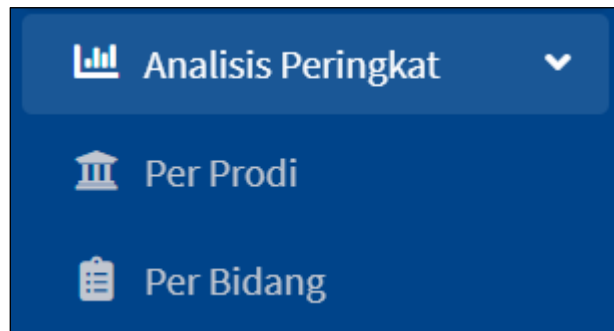 Analisis Peringkat
Per Prodi
Per Bidang